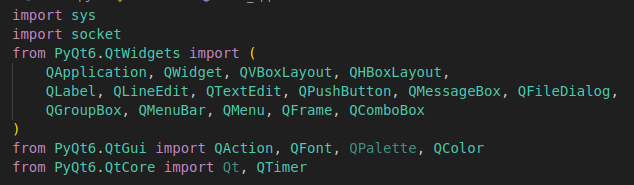 import sys
import socket
from PyQt6.QtWidgets import (
    QApplication, QWidget, QVBoxLayout, QHBoxLayout,
    QLabel, QLineEdit, QTextEdit, QPushButton, QMessageBox, QFileDialog,
    QGroupBox, QMenuBar, QMenu, QFrame, QComboBox
)
from PyQt6.QtGui import QAction, QFont, QPalette, QColor
from PyQt6.QtCore import Qt, QTimer